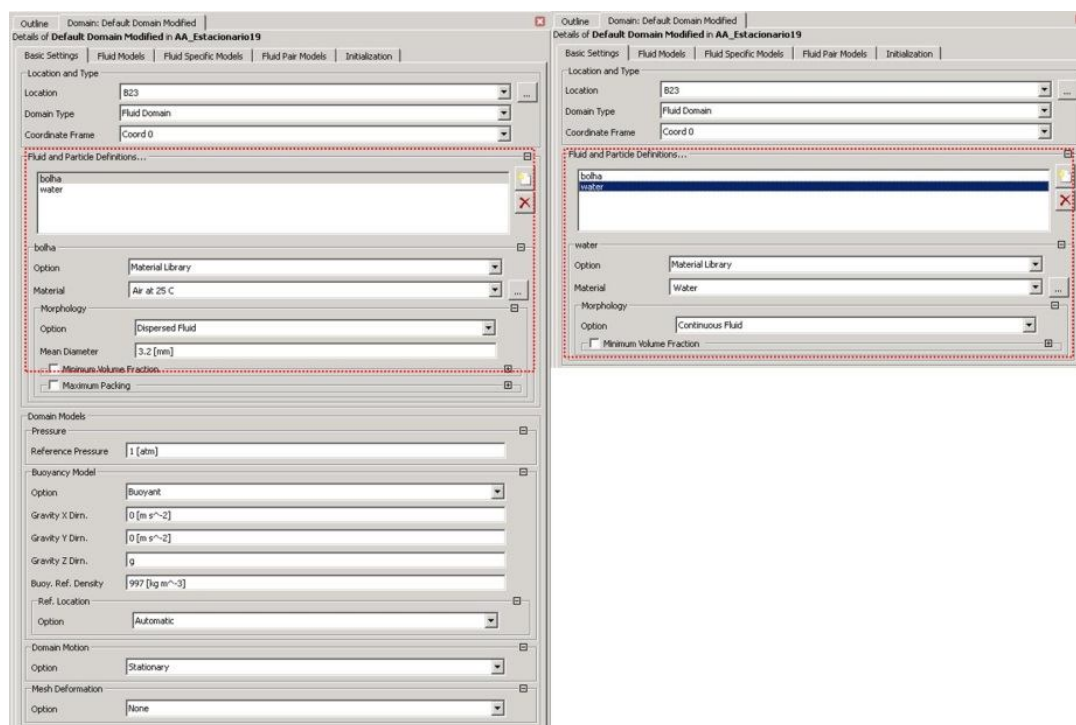 Outline Domain: Default Domain Modified
Details of Default Domain Modified in AA_Estacionario19
Basic Settings Fluid Models Fluid Specific Models Fluid Pair Models Initialization
Location and Type
Location B23 ...
Domain Type Fluid Domain
Coordinate Frame Coord 0
Fluid and Particle Definitions...
bolha
water
bolha
Option Material Library
Material Air at 25 C ...
Morphology
Option Dispersed Fluid
Mean Diameter 3.2 [mm]
Minimum Volume Fraction
Maximum Packing
Domain Models
Pressure
Reference Pressure 1 [atm]
Buoyancy Model
Option Buoyant
Gravity X Dirn. 0 [m s^-2]
Gravity Y Dirn. 0 [m s^-2]
Gravity Z Dirn. g
Buoy. Ref. Density 997 [kg m^-3]
Ref. Location
Option Automatic
Domain Motion
Option Stationary
Mesh Deformation
Option None
Outline Domain: Default Domain Modified
Details of Default Domain Modified in AA_Estacionario19
Basic Settings Fluid Models Fluid Specific Models Fluid Pair Models Initialization
Location and Type
Location B23 ...
Domain Type Fluid Domain
Coordinate Frame Coord 0
Fluid and Particle Definitions...
bolha
water
water
Option Material Library
Material Water ...
Morphology
Option Continuous Fluid
Minimum Volume Fraction